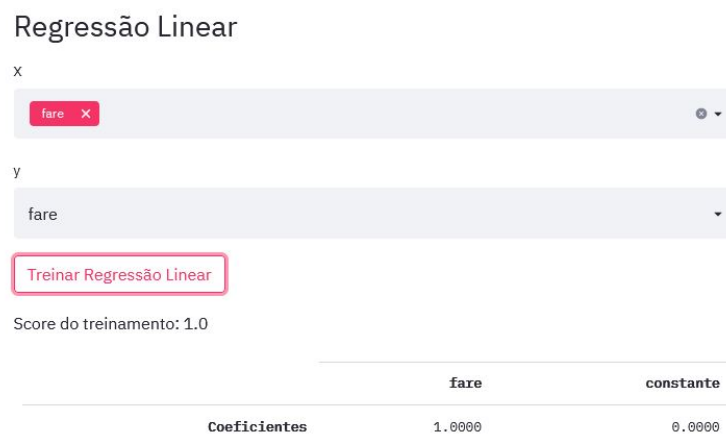 Regressão Linear
X
fare
y
fare
Treinar Regressão Linear
Score do treinamento: 1.0
fare constante
Coeficientes 1.0000 0.0000